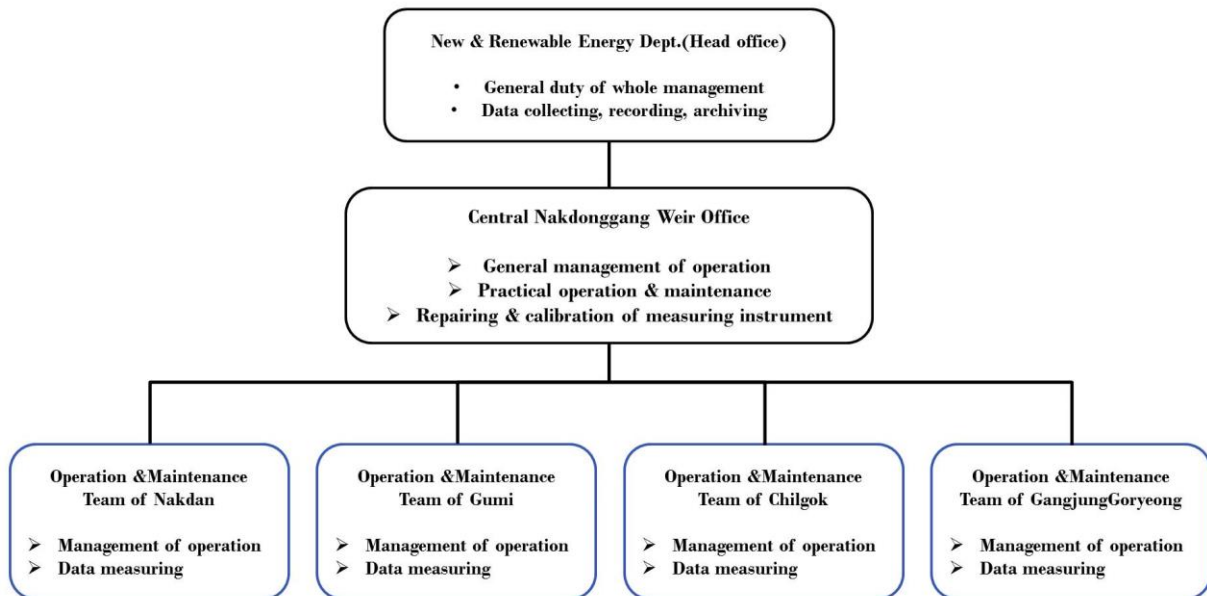 New & Renewable Energy Dept.(Head office)
• General duty of whole management
• Data collecting, recording, archiving
Central Nakdonggang Weir Office
➢ General management of operation
➢ Practical operation & maintenance
➢ Repairing & calibration of measuring instrument
Operation &Maintenance
Team of Nakdan
➢ Management of operation
➢ Data measuring
Operation &Maintenance
Team of Gumi
➢ Management of operation
➢ Data measuring
Operation &Maintenance
Team of Chilgok
➢ Management of operation
➢ Data measuring
Operation &Maintenance
Team of GangjungGoryeong
➢ Management of operation
➢ Data measuring